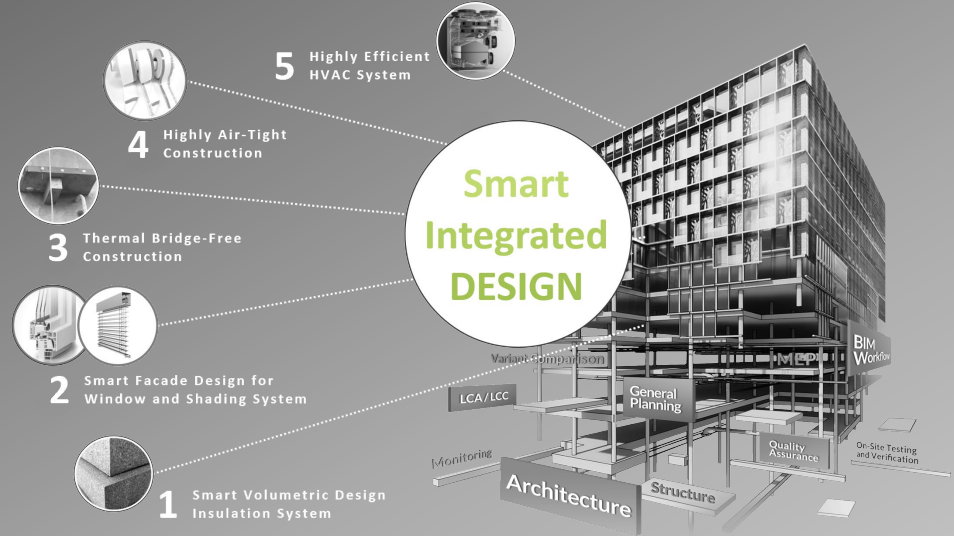 5
Highly Efficient
HVAC System
4
Highly Air-Tight
Construction
3
Thermal Bridge-Free
Construction
2
Smart Facade Design for
Window and Shading System
1
Smart Volumetric Design
Insulation System
Smart
Integrated
DESIGN
Variant Comparison
MEP
BIM
Workflow
LCA / LCC
General
Planning
Monitoring
Quality
Assurance
On-Site Testing
and Verification
Architecture
Structure